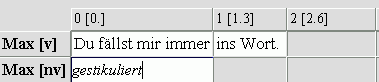 0 [0.] 1 [1.3] 2 [2.6]
Max [v] Du fällst mir immer ins Wort.
Max [nv] gestikuliert